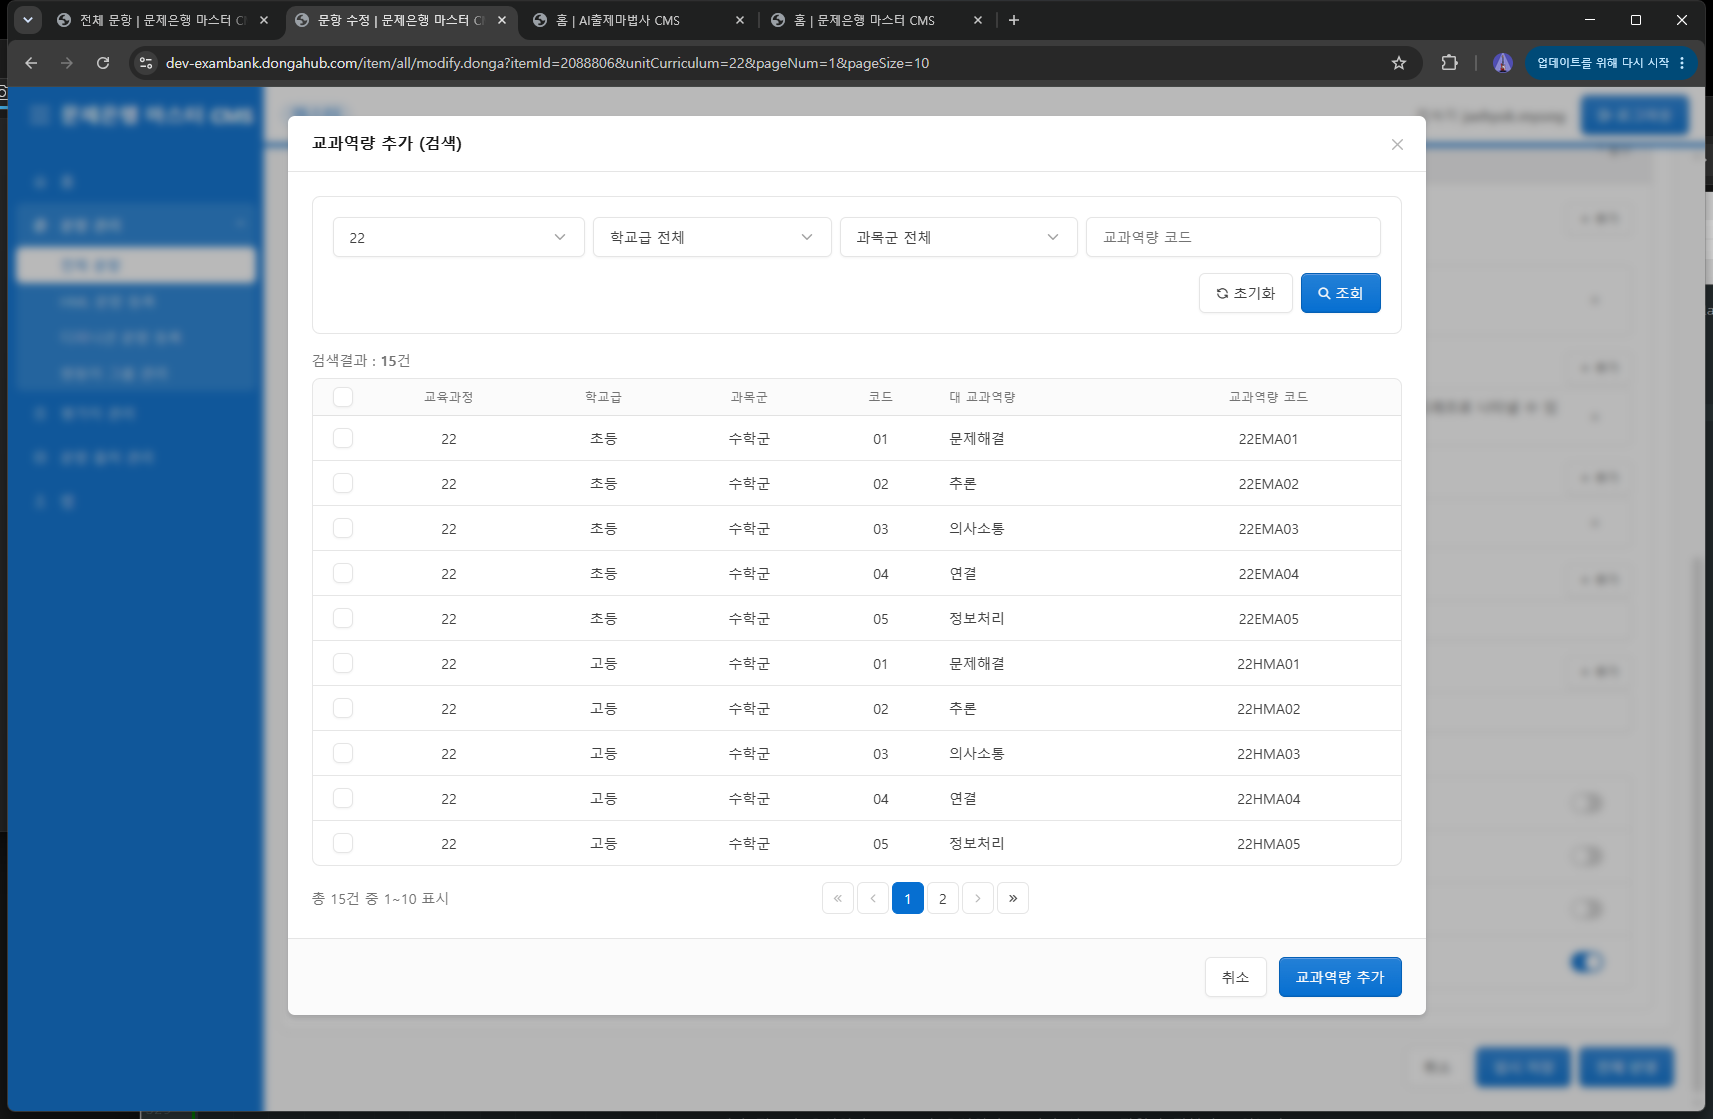 전체 문항 | 문제은행 마스터 C
문항 수정 | 문제은행 마스터 C
홈 | AI출제마법사 CMS
홈 | 문제은행 마스터 CMS
dev-exambank.dongahub.com/item/all/modify.donga?itemId=2088806&unitCurriculum=22&pageNum=1&pageSize=10
업데이트를 위해 다시 시작
문제은행 마스터 CMS
교과역량 추가 (검색)
22 학교급 전체 과목군 전체 교과역량 코드
초기화 조회
검색결과 : 15건
교육과정 학교급 과목군 코드 대 교과역량 교과역량 코드
22 초등 수학군 01 문제해결 22EMA01
22 초등 수학군 02 추론 22EMA02
22 초등 수학군 03 의사소통 22EMA03
22 초등 수학군 04 연결 22EMA04
22 초등 수학군 05 정보처리 22EMA05
22 고등 수학군 01 문제해결 22HMA01
22 고등 수학군 02 추론 22HMA02
22 고등 수학군 03 의사소통 22HMA03
22 고등 수학군 04 연결 22HMA04
22 고등 수학군 05 정보처리 22HMA05
총 15건 중 1~10 표시
« ‹ 1 2 › »
취소 교과역량 추가